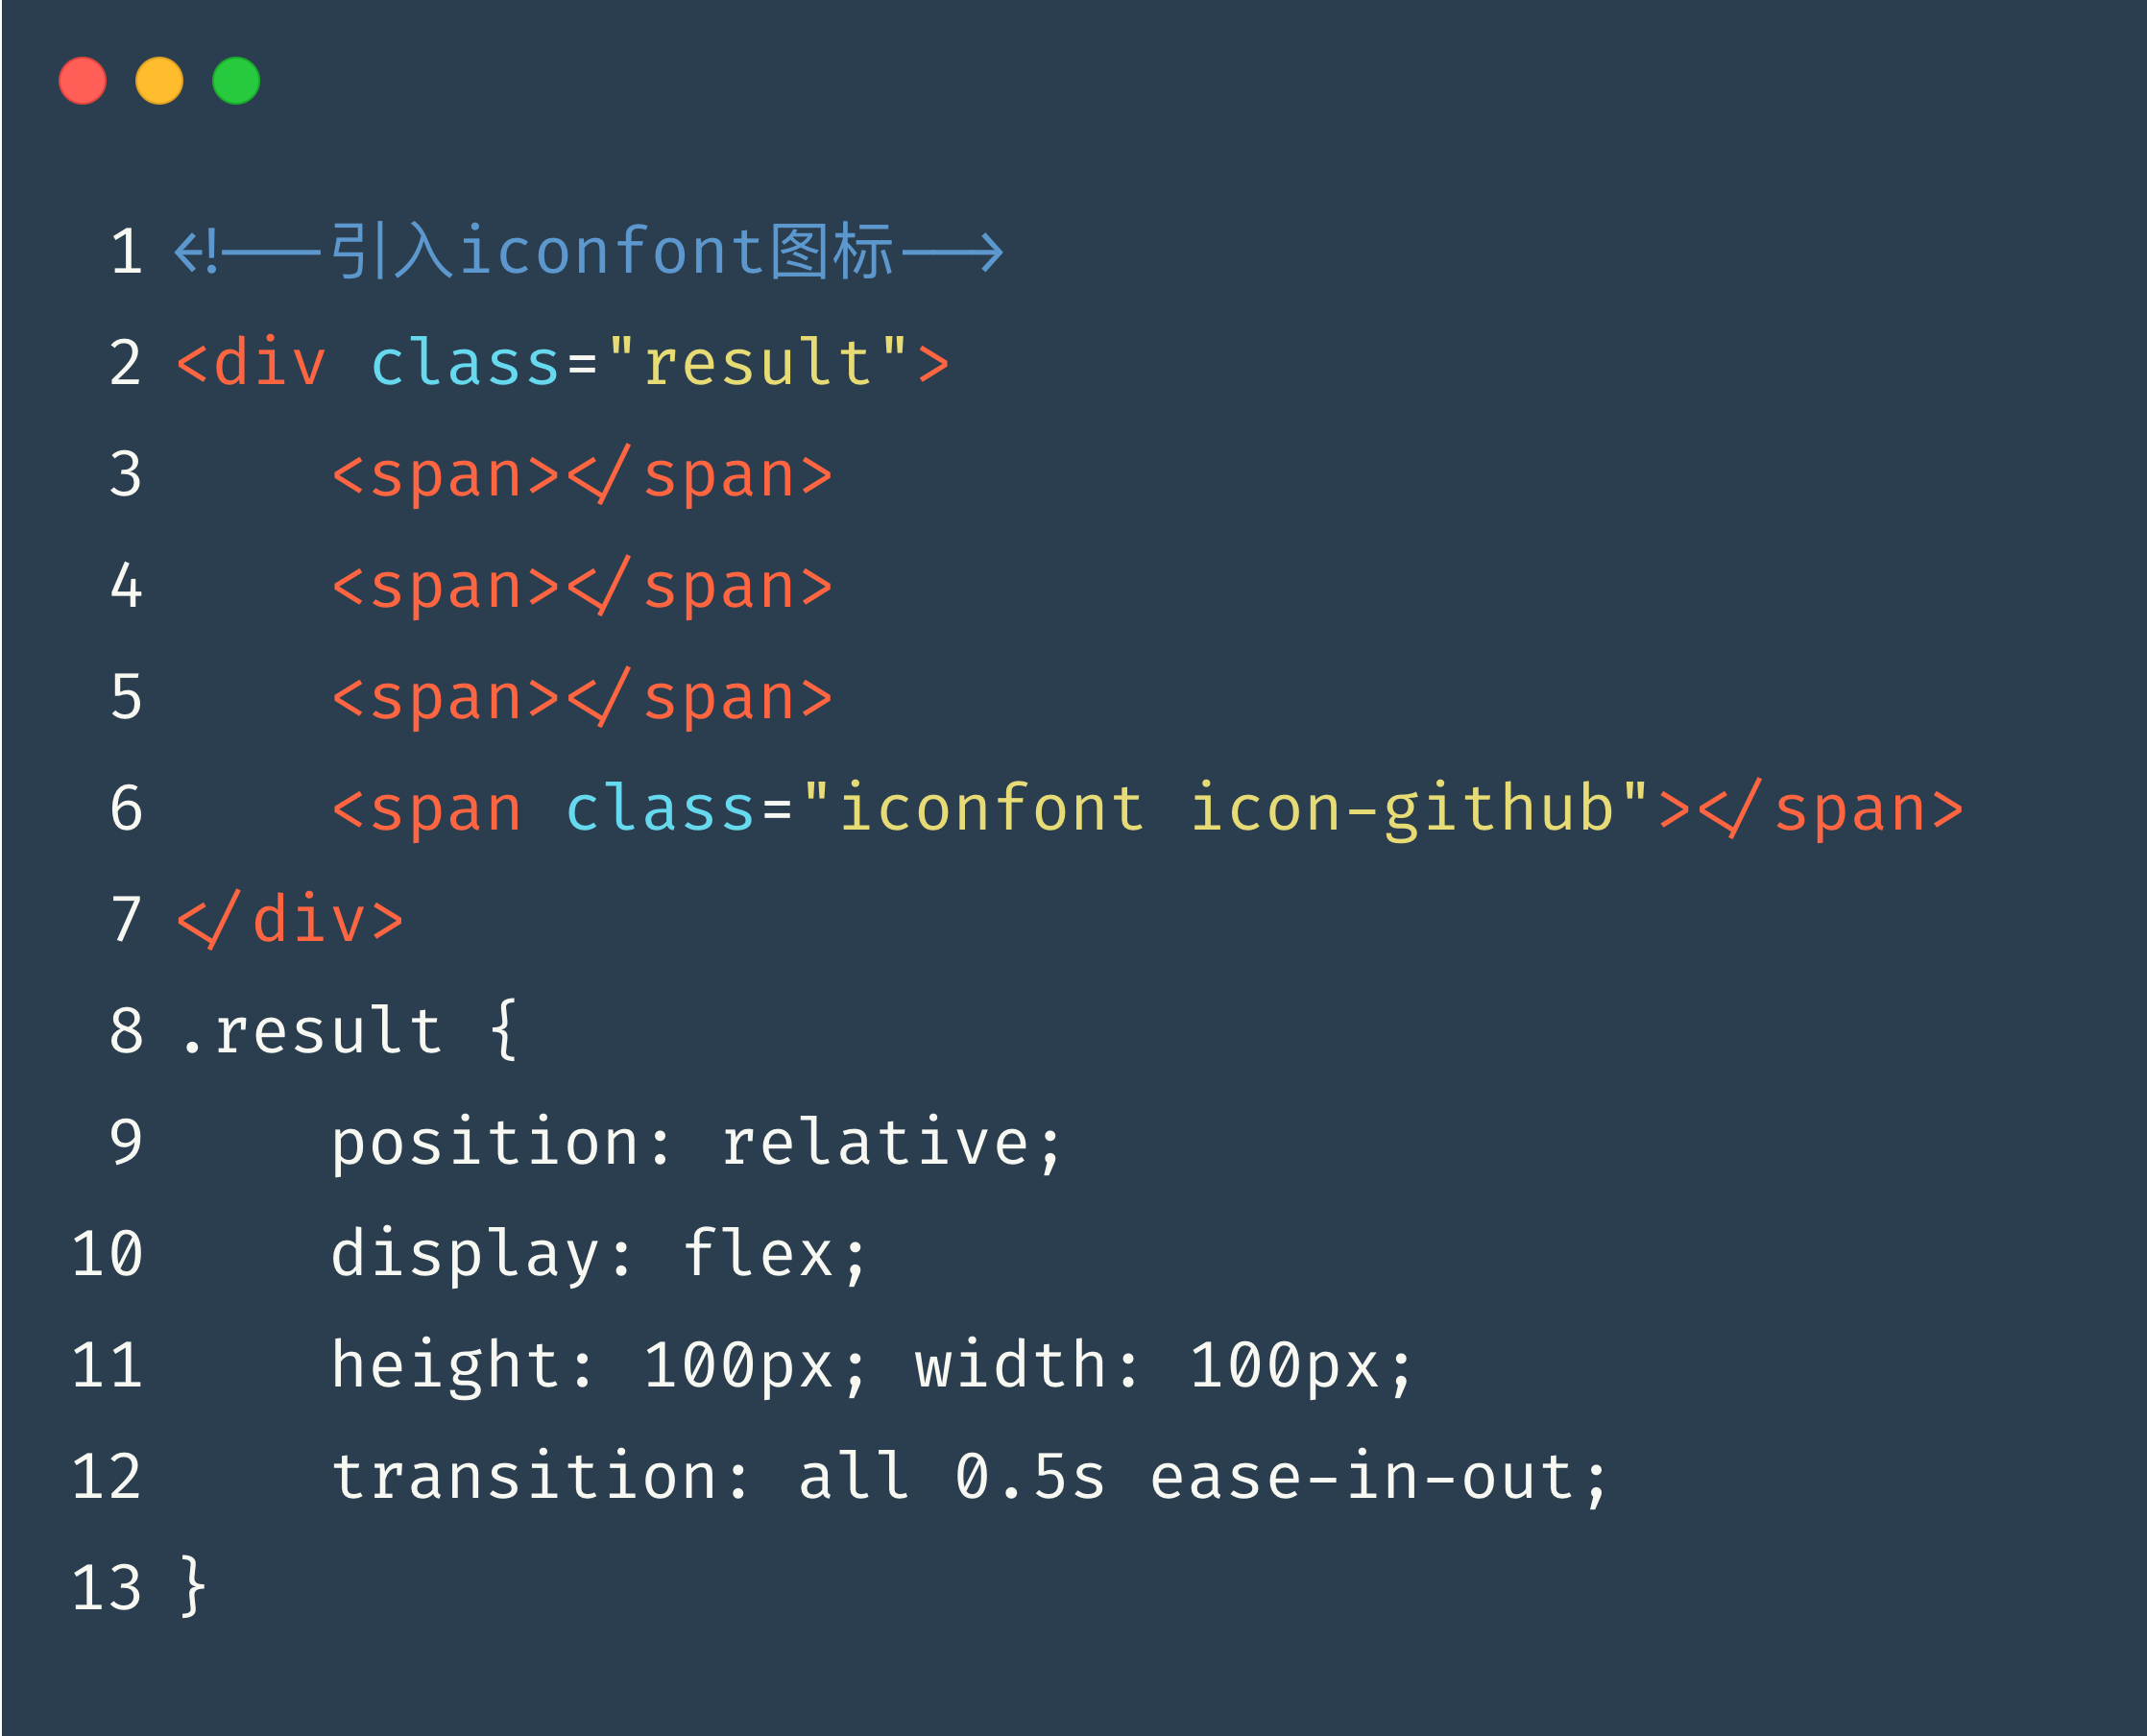 1 <!--引入iconfont图标-->
2 <div class="result">
3     <span></span>
4     <span></span>
5     <span></span>
6     <span class="iconfont icon-github"></span>
7 </div>
8 .result {
9     position: relative;
10     display: flex;
11     height: 100px; width: 100px;
12     transition: all 0.5s ease-in-out;
13 }